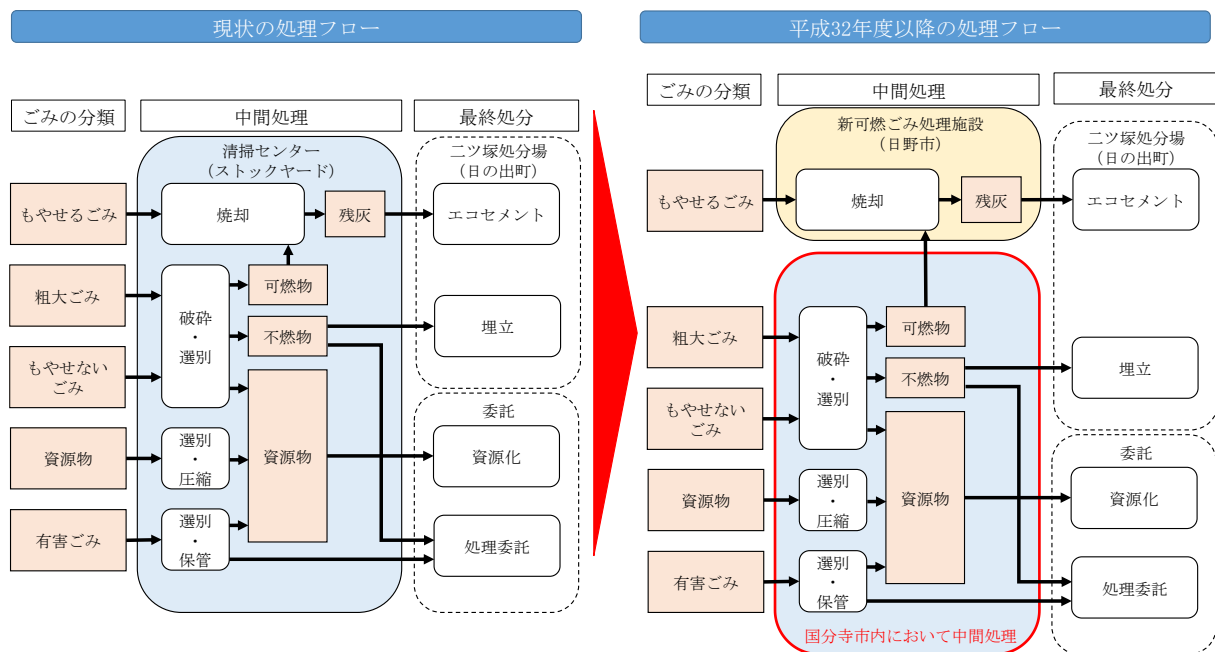 現状の処理フロー
ごみの分類
中間処理
最終処分
清掃センター
（ストックヤード）
二ツ塚処分場
（日の出町）
もやせるごみ
焼却
残灰
エコセメント
粗大ごみ
可燃物
破砕
・
選別
不燃物
埋立
もやせない
ごみ
委託
資源物
選別
・
圧縮
資源物
資源化
有害ごみ
選別
・
保管
処理委託
平成32年度以降の処理フロー
ごみの分類
中間処理
最終処分
新可燃ごみ処理施設
（日野市）
二ツ塚処分場
（日の出町）
もやせるごみ
焼却
残灰
エコセメント
粗大ごみ
可燃物
破砕
・
選別
不燃物
埋立
もやせない
ごみ
委託
資源物
選別
・
圧縮
資源物
資源化
有害ごみ
選別
・
保管
処理委託
国分寺市内において中間処理